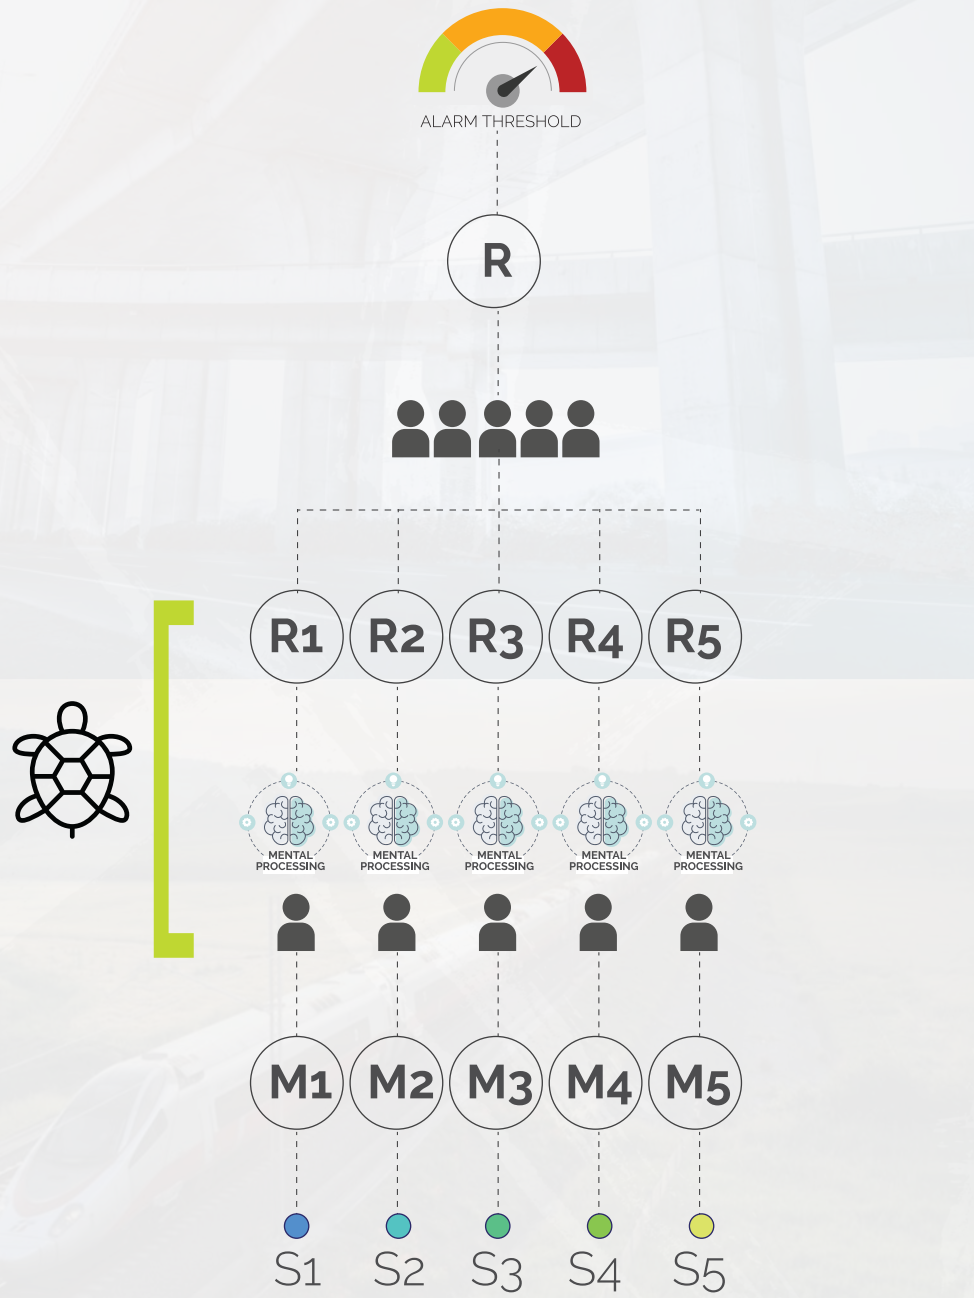 ALARM THRESHOLD
R
R1 R2 R3 R4 R5
MENTAL PROCESSING MENTAL PROCESSING MENTAL PROCESSING MENTAL PROCESSING MENTAL PROCESSING
M1 M2 M3 M4 M5
S1 S2 S3 S4 S5